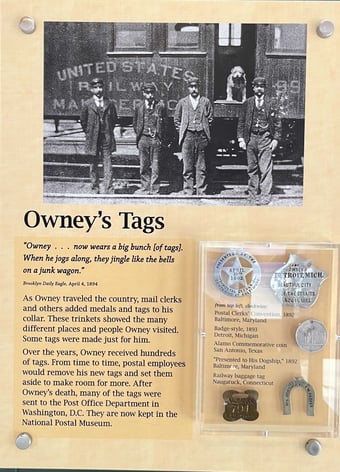 UNITED STATES
RAILWAY
Owney's Tags
"Owney . . . now wears a big bunch [of tags].
When he jogs along, they jingle like the bells
on a junk wagon."
Brooklyn Daily Eagle, April 4, 1894
As Owney traveled the country, mail clerks
and others added medals and tags to his
collar. These trinkets showed the many
different places and people Owney visited.
Some tags were made just for him.
Over the years, Owney received hundreds
of tags. From time to time, postal employees
would remove his new tags and set them
aside to make room for more. After
Owney's death, many of the tags were
sent to the Post Office Department in
Washington, D.C. They are now kept in the
National Postal Museum.
APRIL
DETROIT, MICH.
from top left, clockwise:
Postal Clerks' Convention, 1892
Baltimore, Maryland
Badge-style, 1893
Detroit, Michigan
Alamo Commemorative coin
San Antonio, Texas
"Presented to His Dogship," 1892
Baltimore, Maryland
Railway baggage tag
Naugatuck, Connecticut